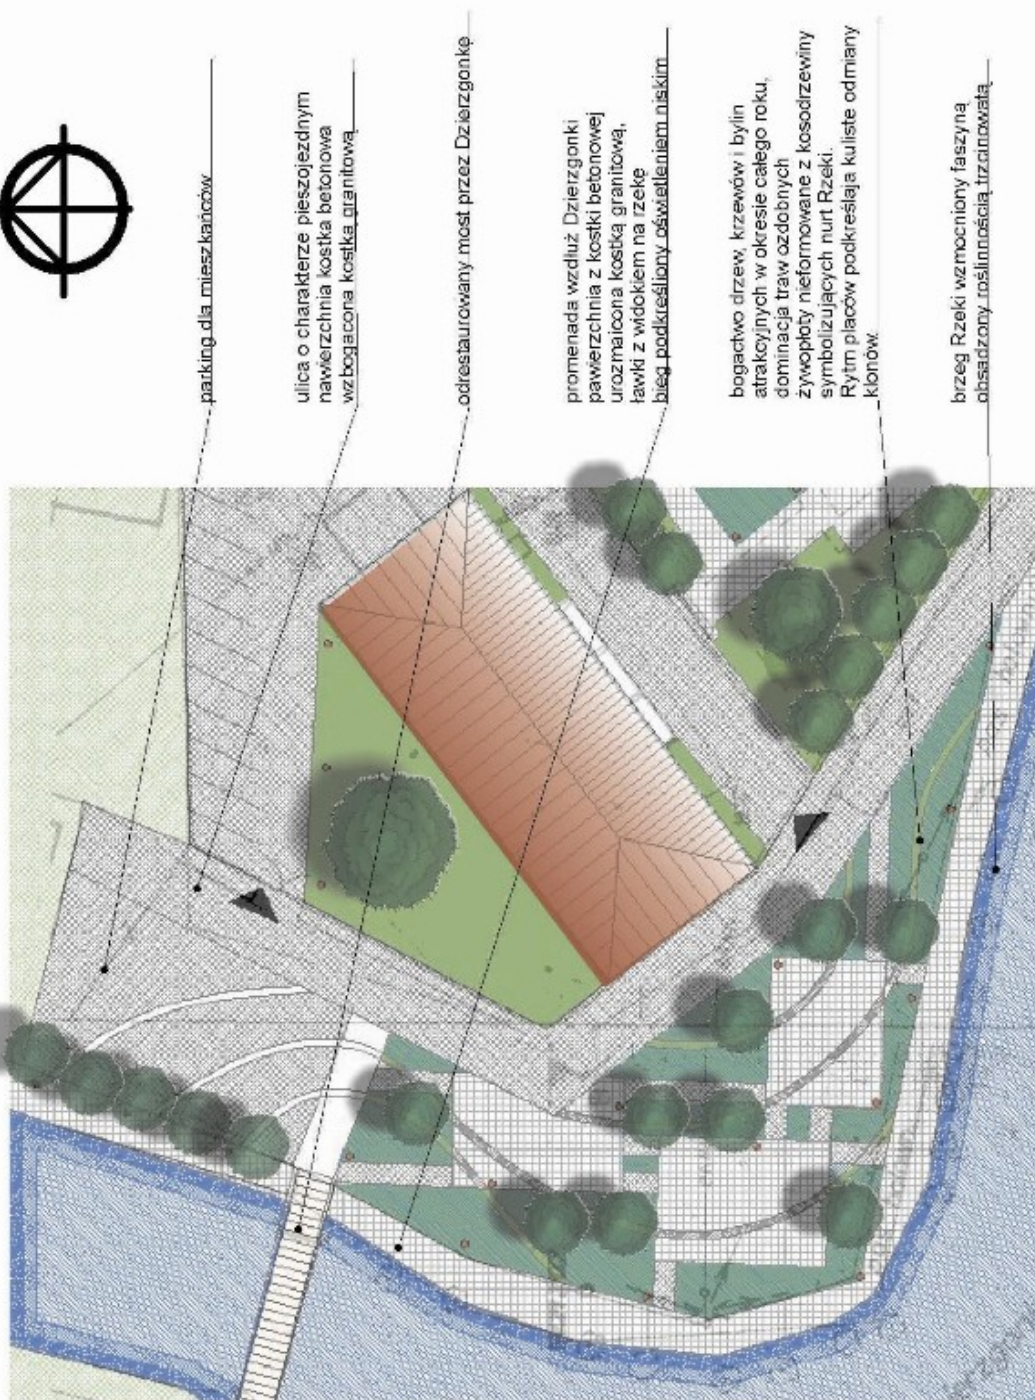 parking dla mieszkańców
ulica o charakterze pieszojezdnym
nawierzchnia kostka betonowa
wzbogacona kostką granitową
odrestaurowany most przez Dzierzgonkę
promenada wzdłuż Dzierzgonki
pawierzchnia z kostki betonowej
urozmaicona kostką granitową,
ławki z widokiem na rzekę
bieg podkreślony oświetleniem niskim
bogactwo drzew, krzewów i bylin
atrakcyjnych w okresie całego roku,
dominacja traw ozdobnych
żywopłoty nieformowane z kosodrzewiny
symbolizujących nurt Rzeki.
Rytm placów podkreślaja kuliste odmiany
klonów.
brzeg Rzeki wzmocniony faszyną
obsadzony roślinnością trzcinowatą